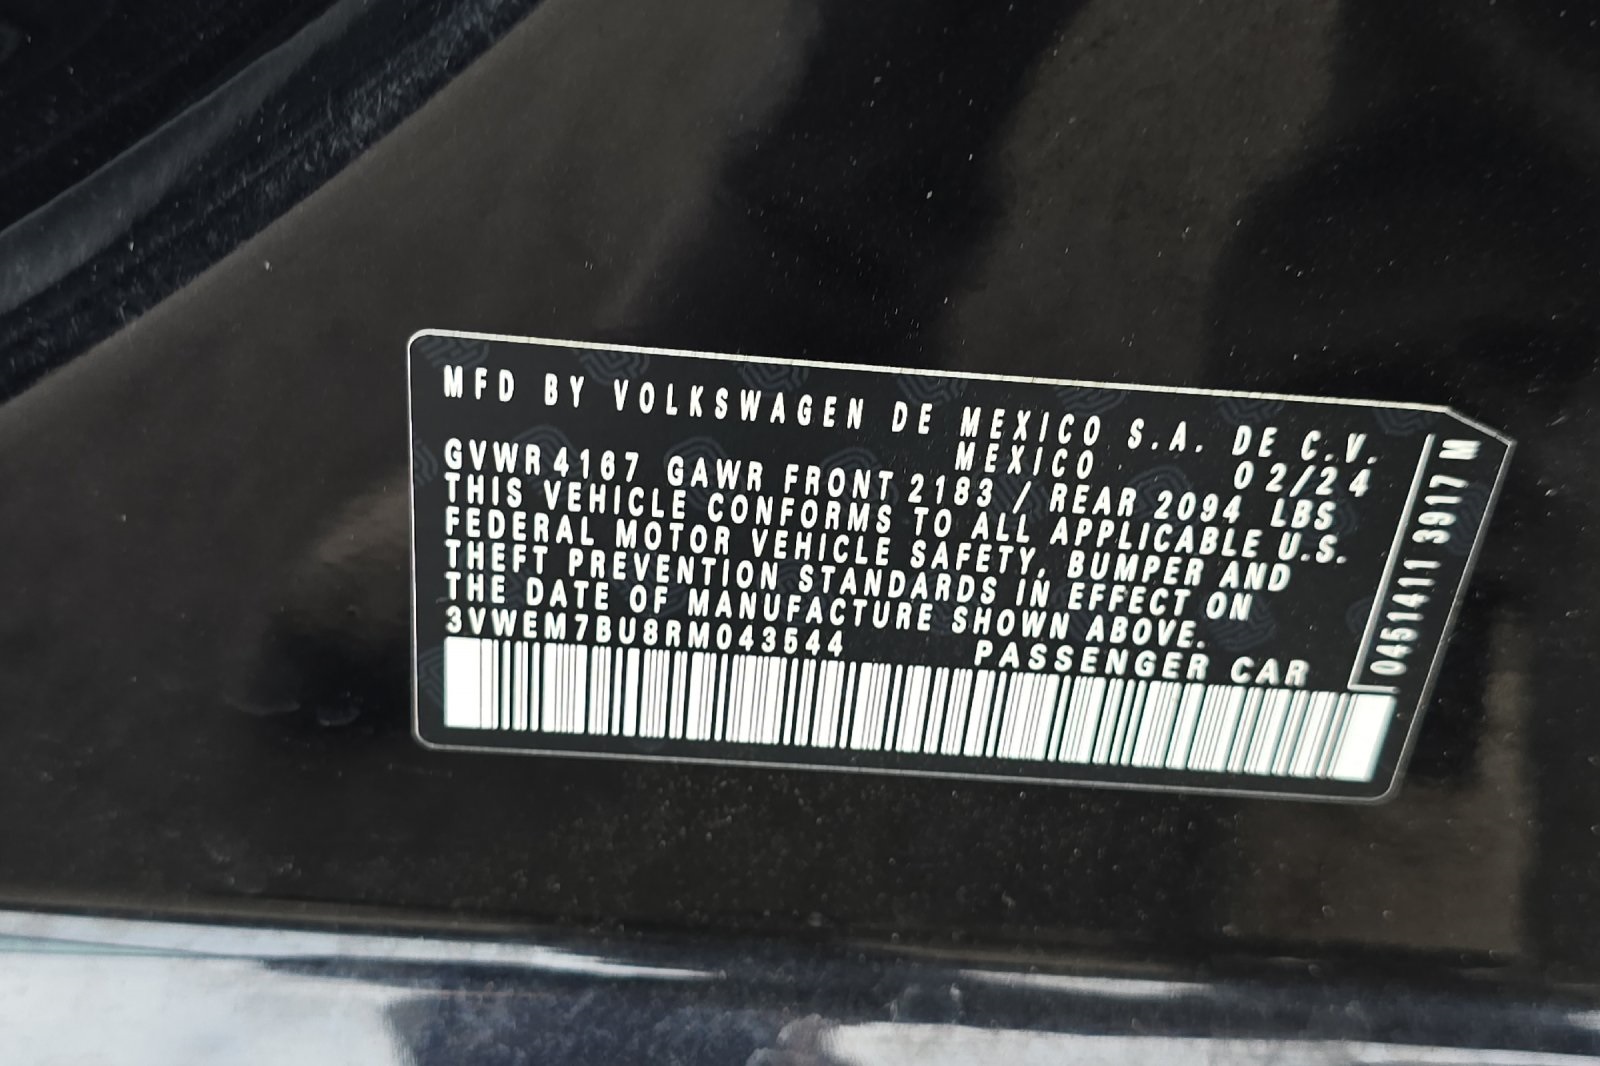 MFD BY VOLKSWAGEN DE MEXICO S.A. DE C.V.
MEXICO 02/24
GVWR 4167 GAWR FRONT 2183 / REAR 2094 LBS
THIS VEHICLE CONFORMS TO ALL APPLICABLE U.S.
FEDERAL MOTOR VEHICLE SAFETY, BUMPER AND
THEFT PREVENTION STANDARDS IN EFFECT ON
THE DATE OF MANUFACTURE SHOWN ABOVE.
3VWEM7BU8RM043544 PASSENGER CAR
0451411 3917 M